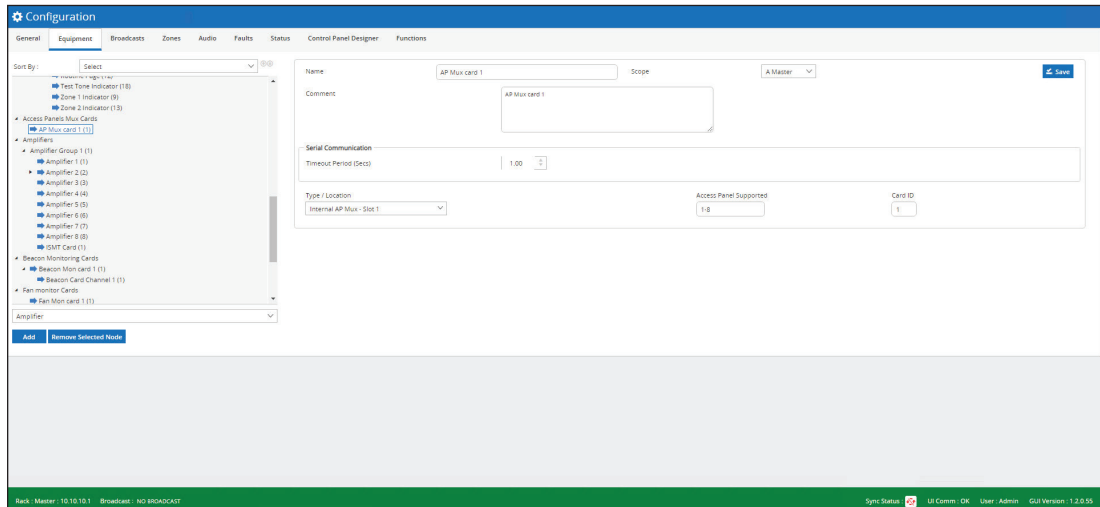 Configuration
General Equipment Broadcasts Zones Audio Faults Status Control Panel Designer Functions
Sort By : Select
Test Tone Indicator (18)
Zone 1 Indicator (9)
Zone 2 Indicator (13)
Access Panels Mux Cards
AP Mux card 1 (1)
Amplifiers
Amplifier Group 1 (1)
Amplifier 1 (1)
Amplifier 2 (2)
Amplifier 3 (3)
Amplifier 4 (4)
Amplifier 5 (5)
Amplifier 6 (6)
Amplifier 7 (7)
Amplifier 8 (8)
ISMT Card (1)
Beacon Monitoring Cards
Beacon Mon card 1 (1)
Beacon Card Channel 1 (1)
Fan monitor Cards
Fan Mon card 1 (1)
Amplifier
Add Remove Selected Node
Name AP Mux card 1 Scope A Master Save
Comment AP Mux card 1
Serial Communication
Timeout Period (Secs) 1.00
Type / Location Access Panel Supported Card ID
Internal AP Mux - Slot 1 1-8 1
Rack : Master : 10.10.10.1 Broadcast : NO BROADCAST Sync Status : UI Comm : OK User : Admin GUI Version : 1.2.0.55